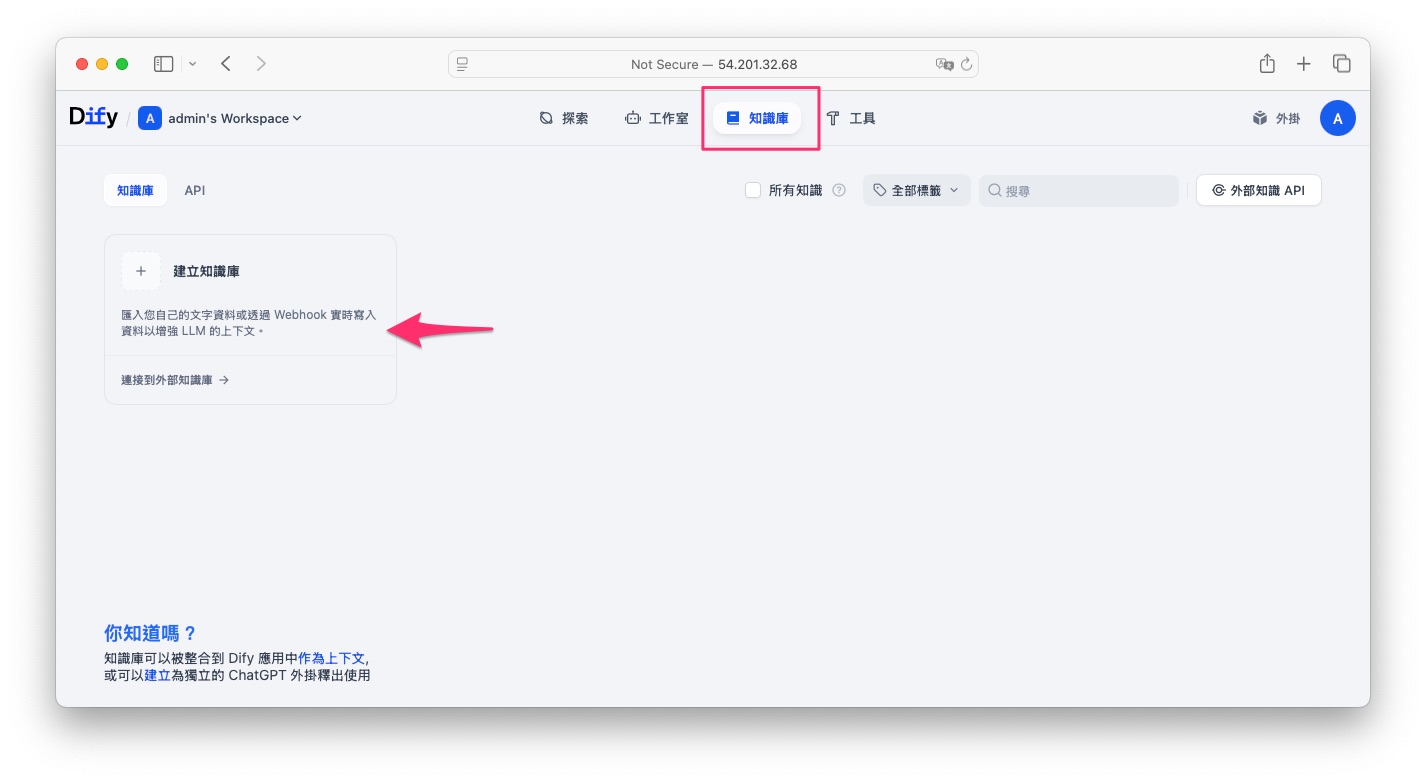 Not Secure — 54.201.32.68
Dify / A admin's Workspace
探索 工作室 知識庫 工具
外掛 A
知識庫 API
所有知識 全部標籤 搜尋 外部知識 API
建立知識庫
匯入您自己的文字資料或透過 Webhook 實時寫入
資料以增強 LLM 的上下文。
連接到外部知識庫
你知道嗎？
知識庫可以被整合到 Dify 應用中作為上下文,
或可以建立為獨立的 ChatGPT 外掛釋出使用